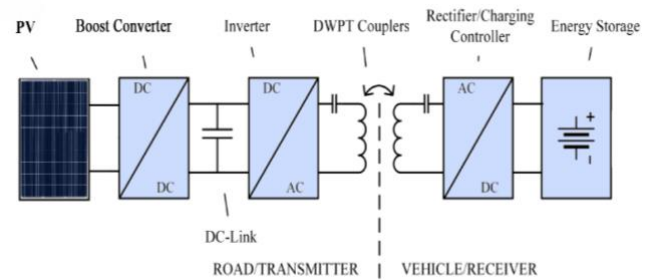 PV
Boost Converter
Inverter
DWPT Couplers
Rectifier/Charging
Controller
Energy Storage
DC
DC
DC
AC
AC
DC
+
-
DC-Link
ROAD/TRANSMITTER
VEHICLE/RECEIVER